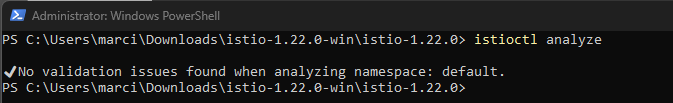 Administrator: Windows PowerShell
PS C:\Users\marci\Downloads\istio-1.22.0-win\istio-1.22.0> istioctl analyze
✔No validation issues found when analyzing namespace: default.
PS C:\Users\marci\Downloads\istio-1.22.0-win\istio-1.22.0>